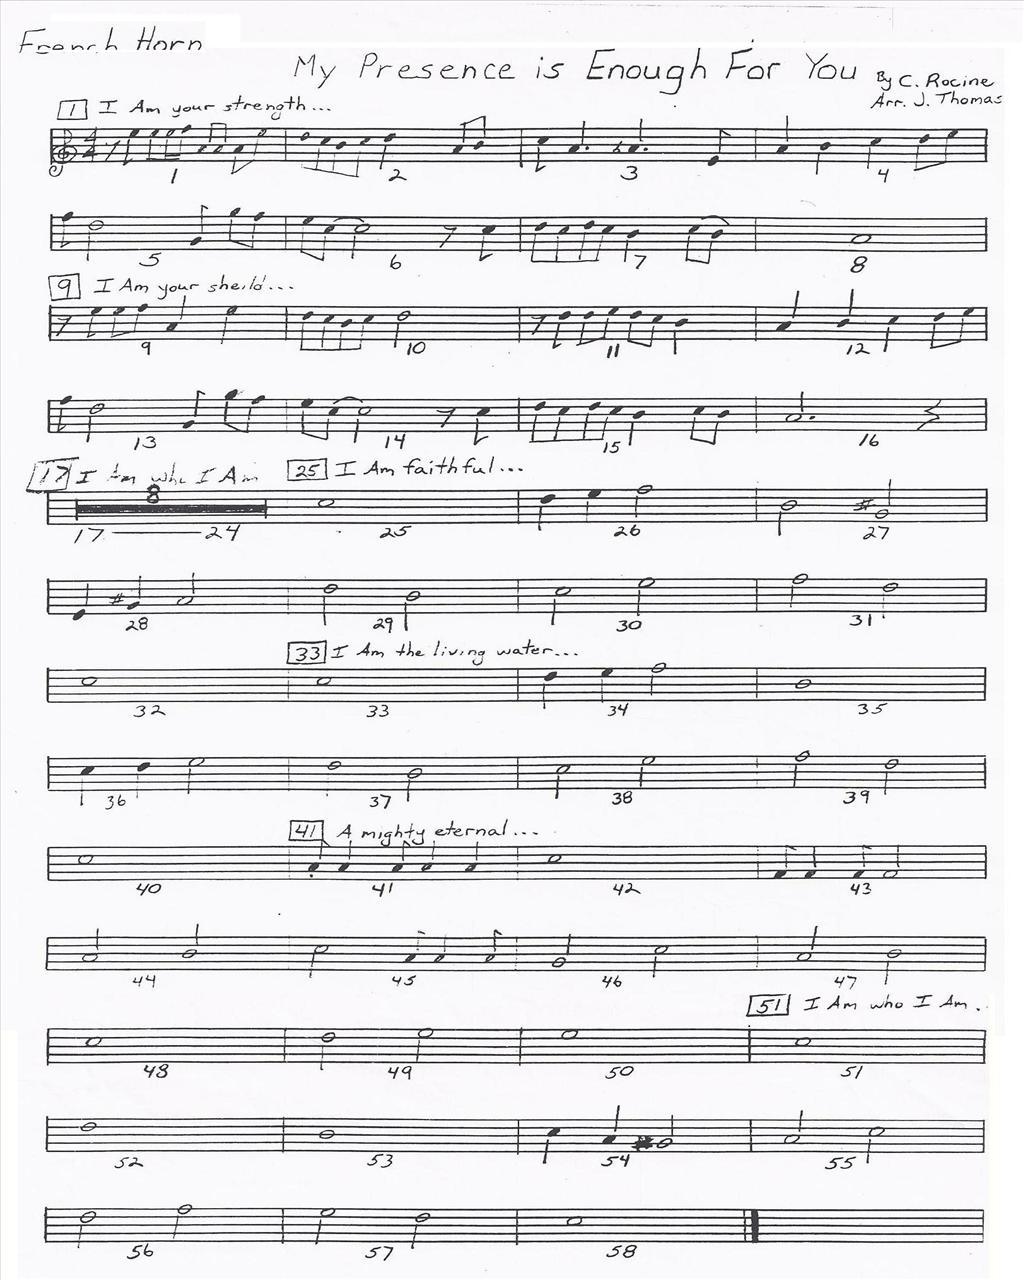 French Horn
My Presence is Enough For You
By C. Rocine
Arr. J. Thomas
1 I Am your strength...
1 2 3 4
5 6 7 8
9 I Am your sheild...
9 10 11 12
13 14 15 16
17 I Am who I Am 25 I Am faithful...
8
17 24 25 26 27
28 29 30 31
33 I Am the living water...
32 33 34 35
36 37 38 39
41 A mighty eternal...
40 41 42 43
44 45 46 47
51 I Am who I Am.
48 49 50 51
52 53 54 55
56 57 58